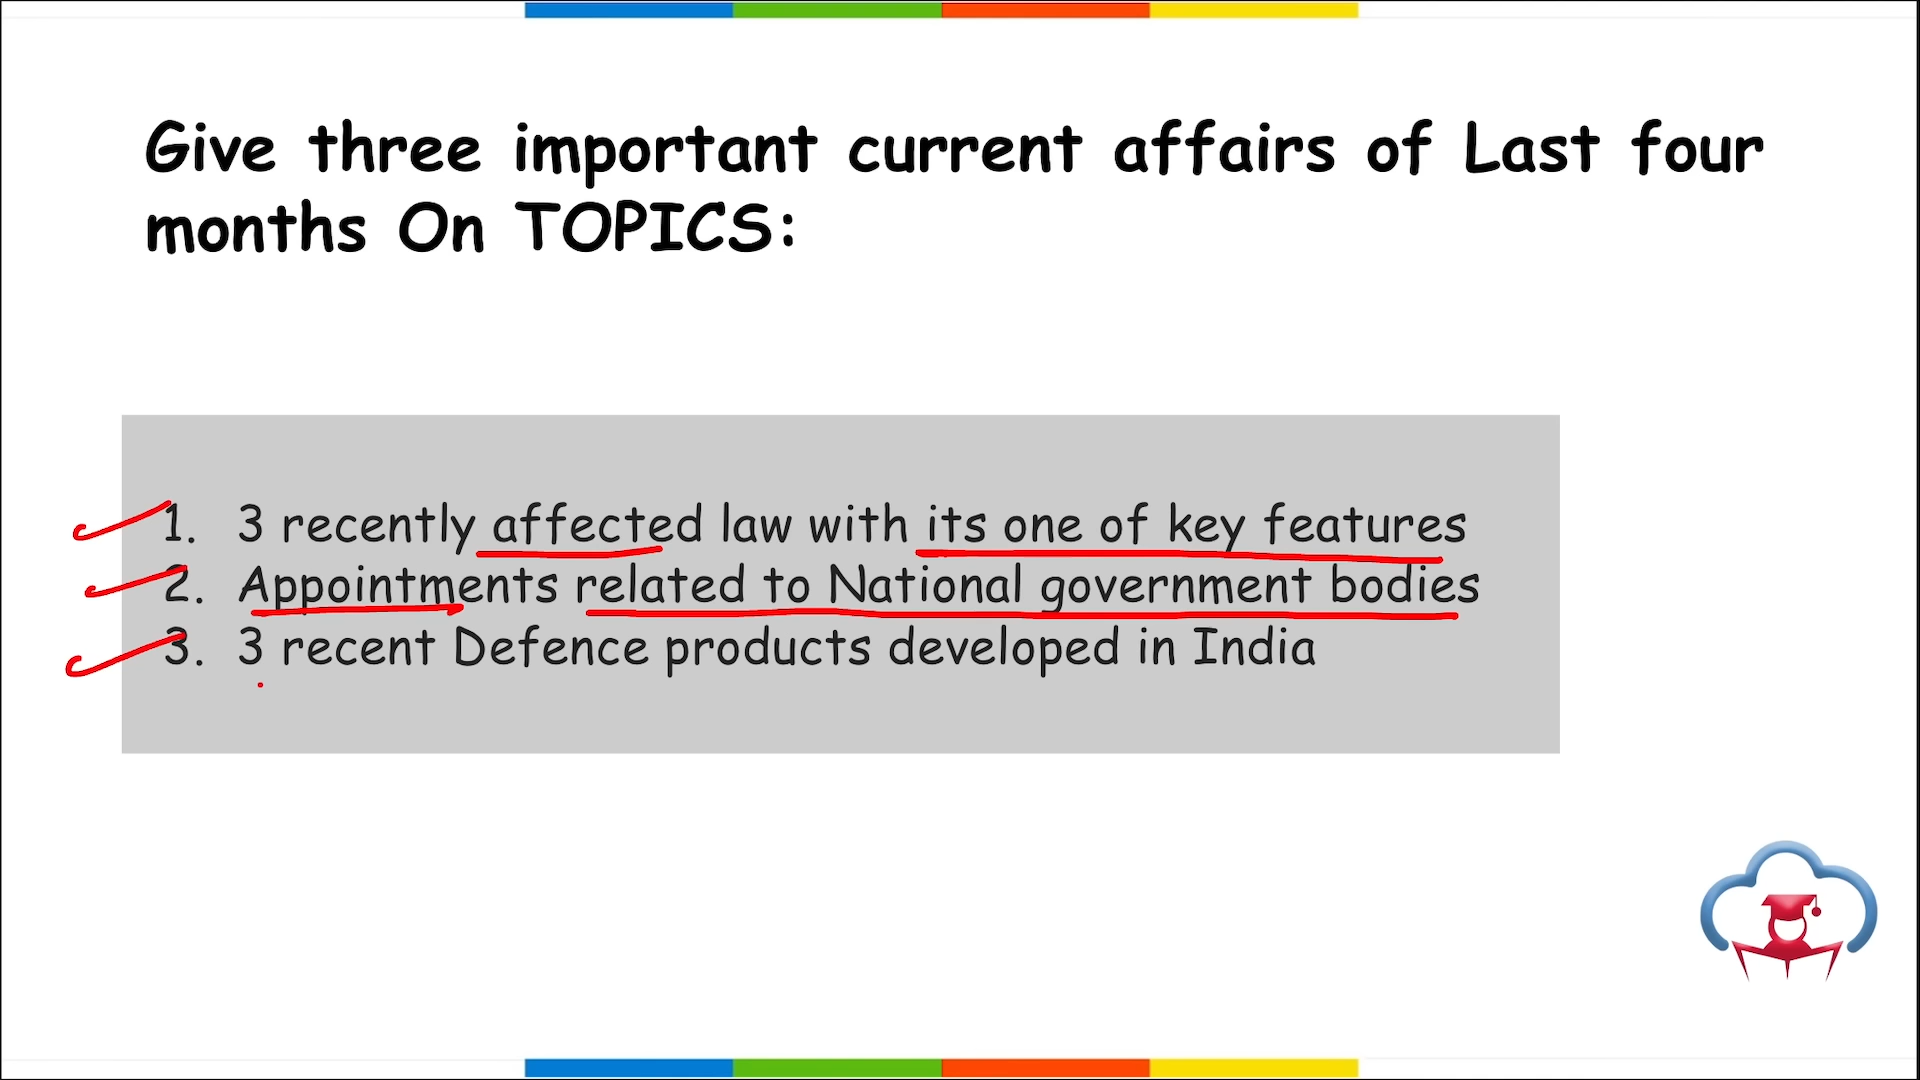 Give three important current affairs of Last four
months On TOPICS:
1. 3 recently affected law with its one of key features
2. Appointments related to National government bodies
3. 3 recent Defence products developed in India